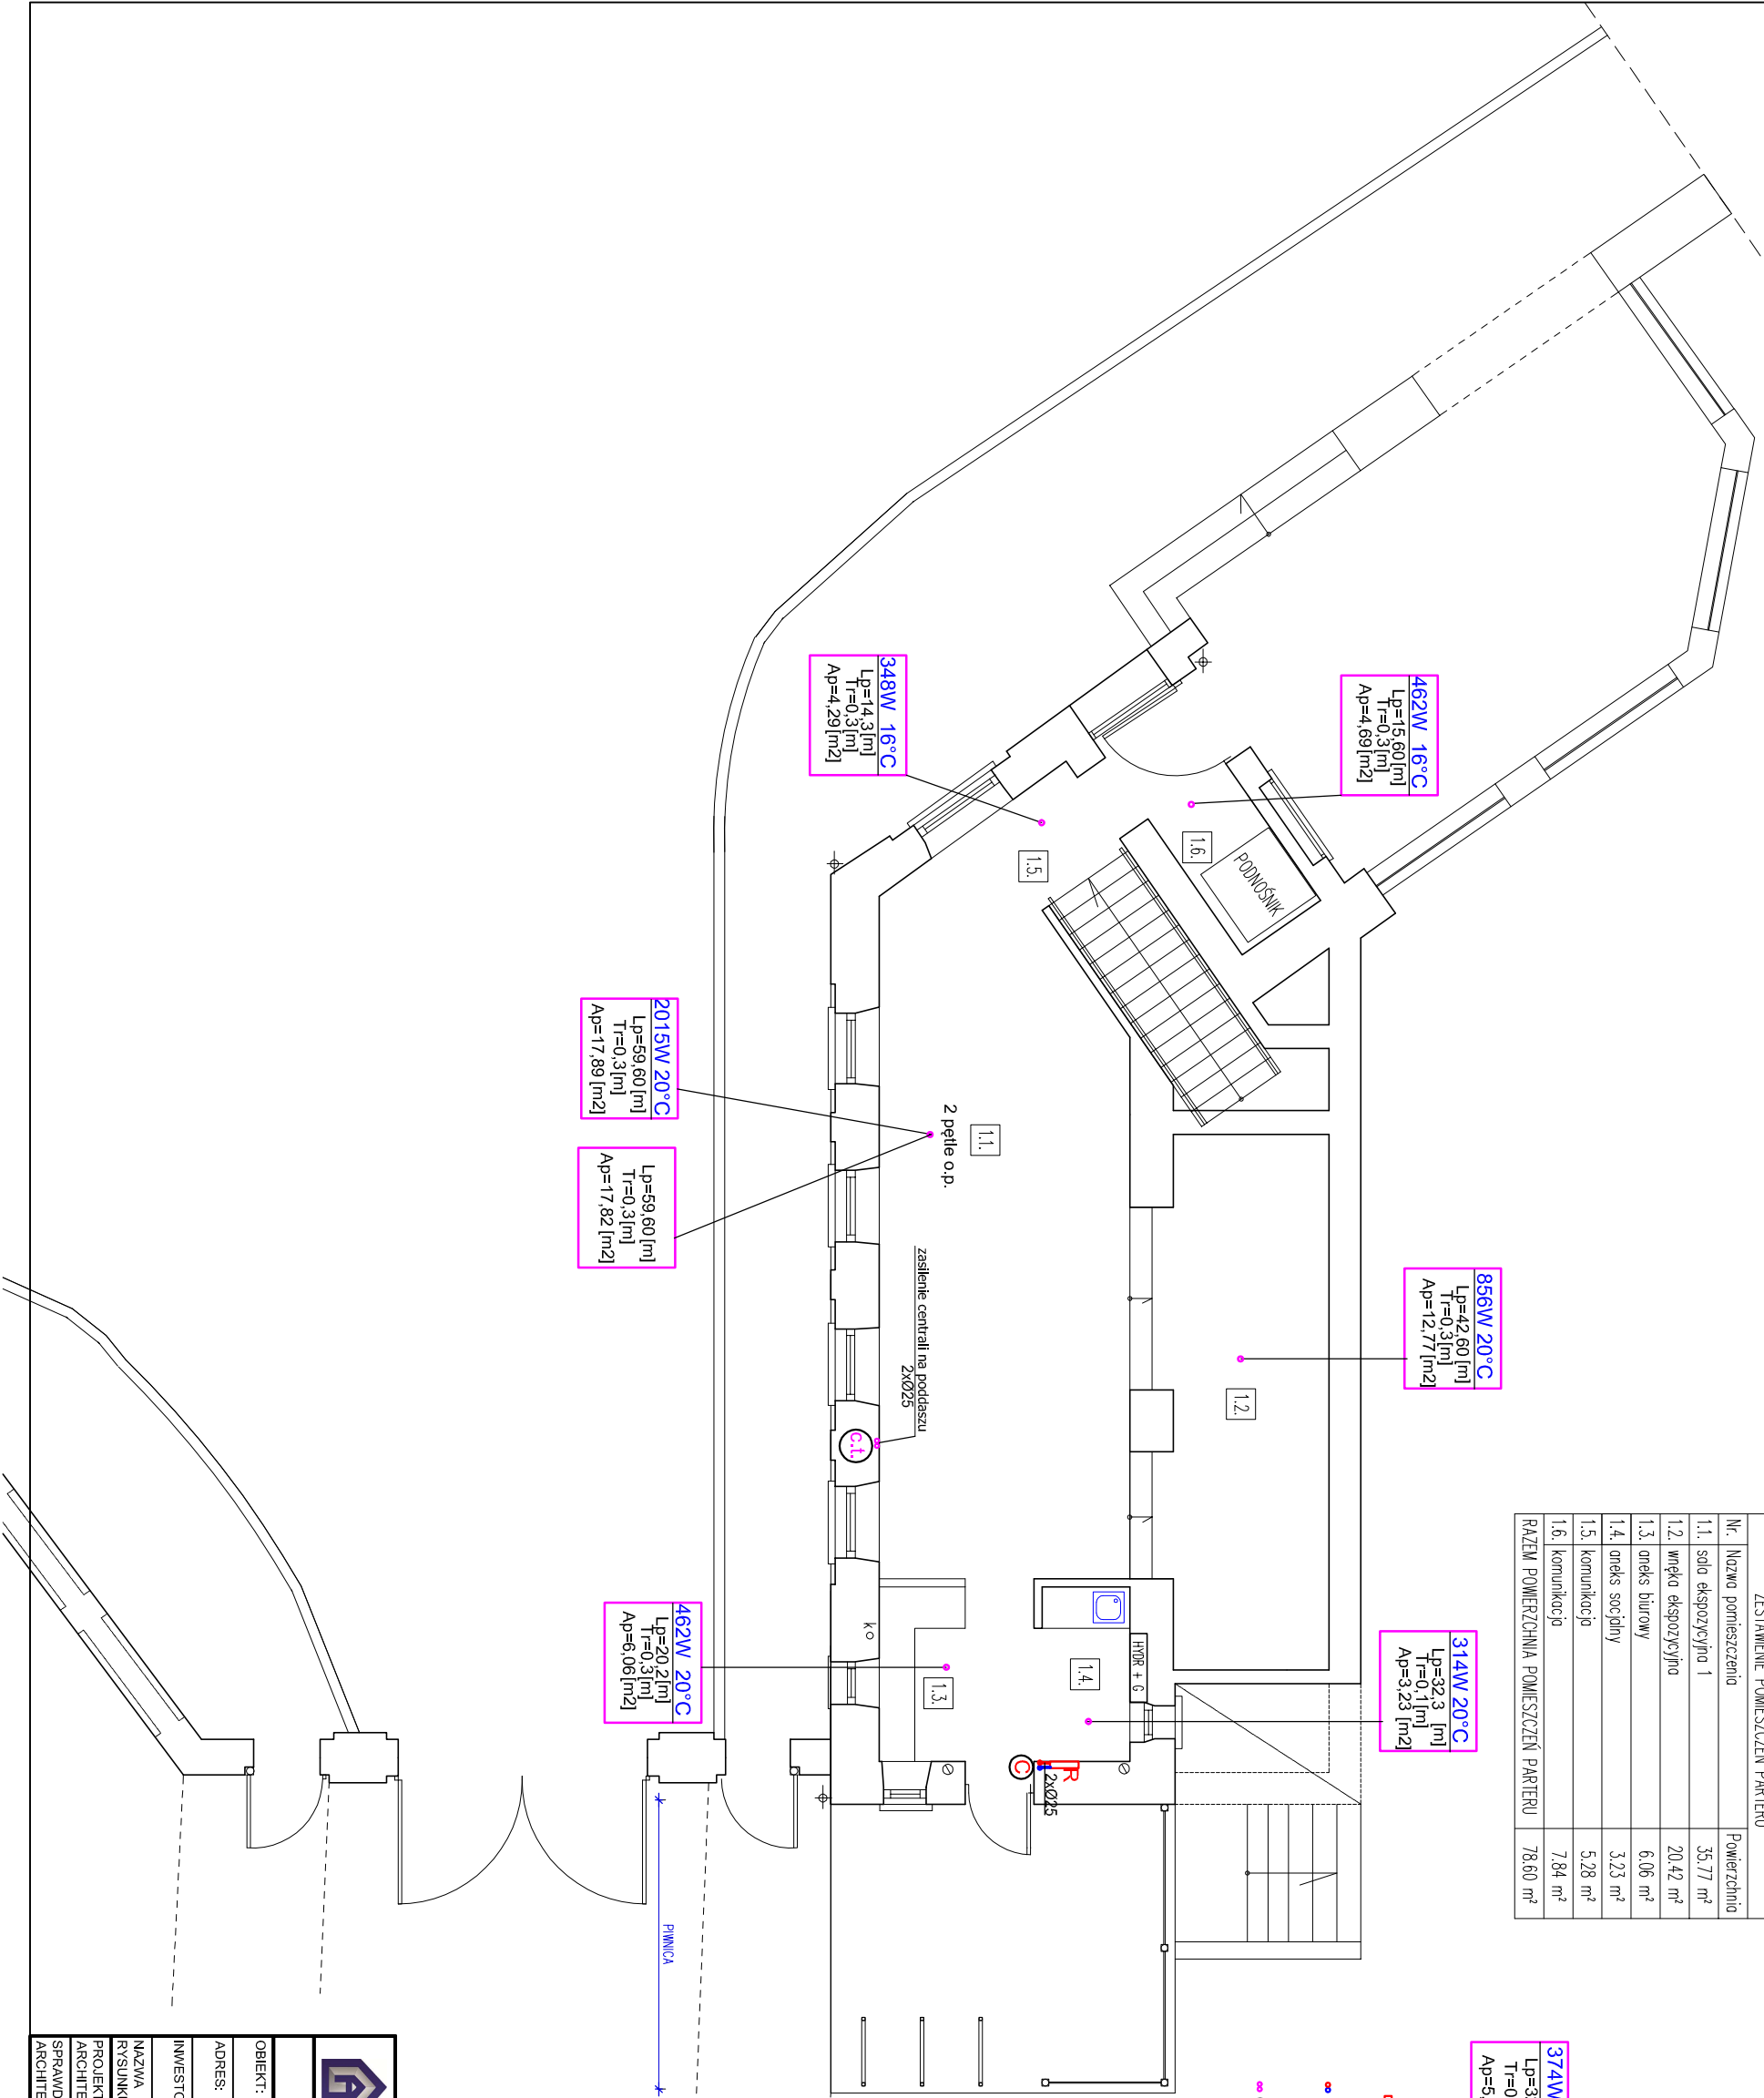 ZESTAWIENIE POMIESZCZEŃ PARTERU
Nr. Nazwa pomieszczenia Powierzchnia
1.1. sala ekspozycyjna 1 35.77 m²
1.2. wnęka ekspozycyjna 20.42 m²
1.3. aneks biurowy 6.06 m²
1.4. aneks socjalny 3.23 m²
1.5. komunikacja 5.28 m²
1.6. komunikacja 7.84 m²
RAZEM POWIERZCHNIA POMIESZCZEŃ PARTERU 78.60 m²
462W 16°C
Lp=15,60[m]
Tr=0,3[m]
Ap=4,69[m2]
856W 20°C
Lp=42,60 [m]
Tr=0,3[m]
Ap=12,77[m2]
314W 20°C
Lp=32,3 [m]
Tr=0,1[m]
Ap=3,23 [m2]
374W
Lp=3
Tr=0
Ap=5,
PODNOŚNIK
1.6.
1.2.
HYDR + G
1.4.
348W 16°C
Lp=14,3[m]
Tr=0,3[m]
Ap=4,29[m2]
1.5.
1.1.
2 pętle o.p.
zasilenie centrali na poddaszu
2xØ25
c.t.
k
1.3.
R
C
2xØ25
2015W 20°C
Lp=59,60 [m]
Tr=0,3[m]
Ap=17,89 [m2]
Lp=59,60[m]
Tr=0,3[m]
Ap=17,82 [m2]
462W 20°C
Lp=20,2[m]
Tr=0,3[m]
Ap=6,06[m2]
PIWNICA
OBIEKT:
ADRES:
INWESTO
NAZWA
RYSUNKU
PROJEKT
ARCHITE
SPRAWD
ARCHITE